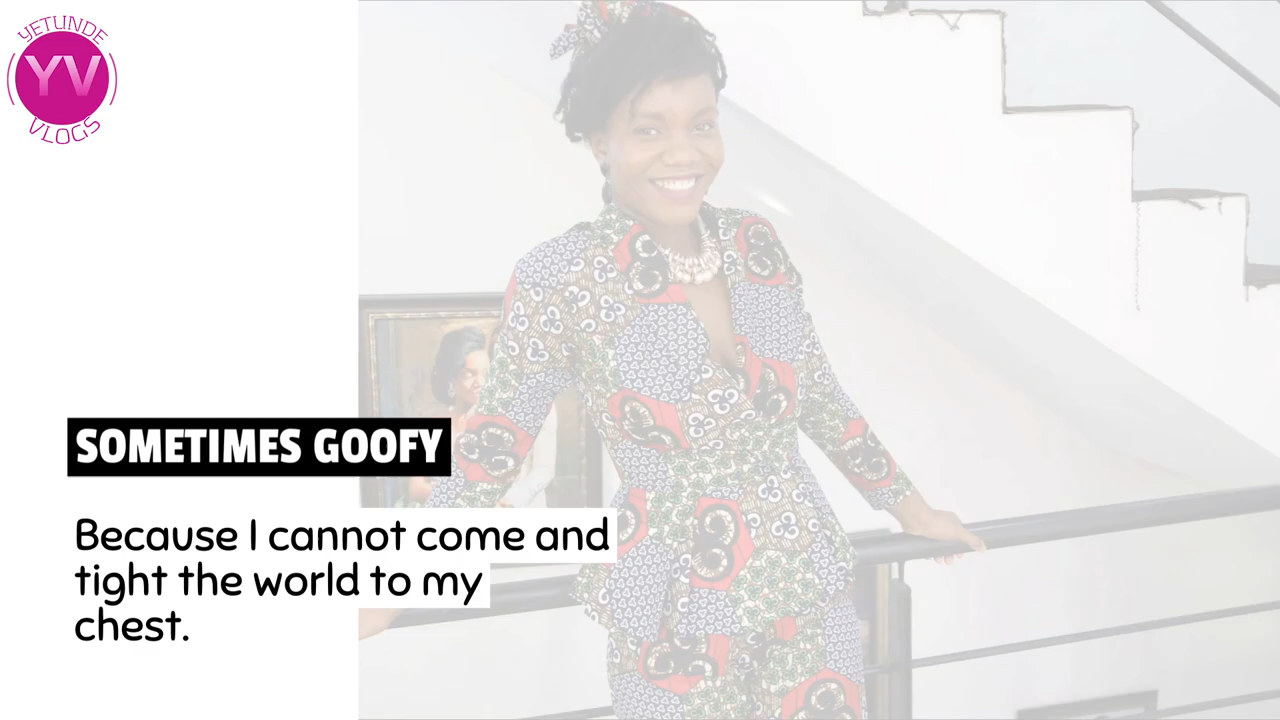 YETUNDE
YV
VLOGS
SOMETIMES GOOFY
Because I cannot come and
tight the world to my
chest.